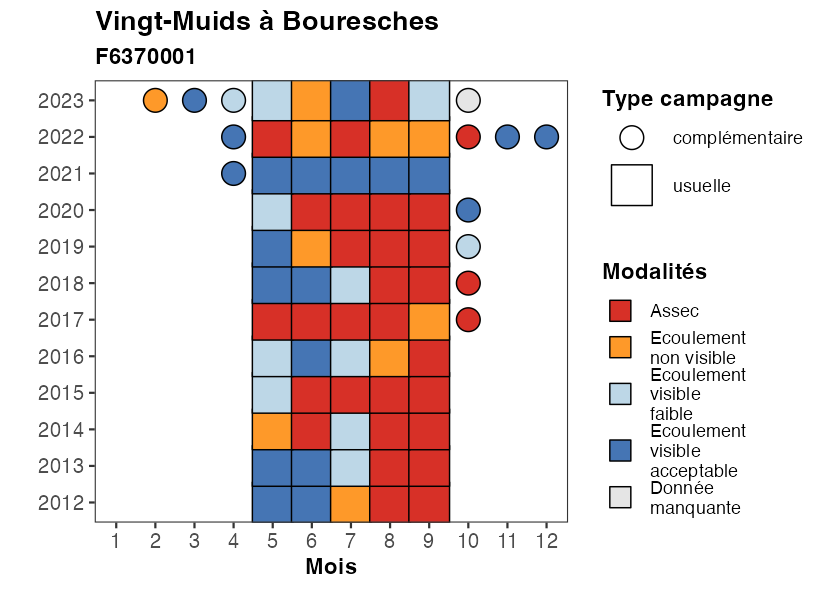 Vingt-Muids à Bouresches
F6370001
2023
2022
2021
2020
2019
2018
2017
2016
2015
2014
2013
2012
1 2 3 4 5 6 7 8 9 10 11 12
Mois
Type campagne
complémentaire
usuelle
Modalités
Assec
Ecoulement
non visible
Ecoulement
visible
faible
Ecoulement
visible
acceptable
Donnée
manquante